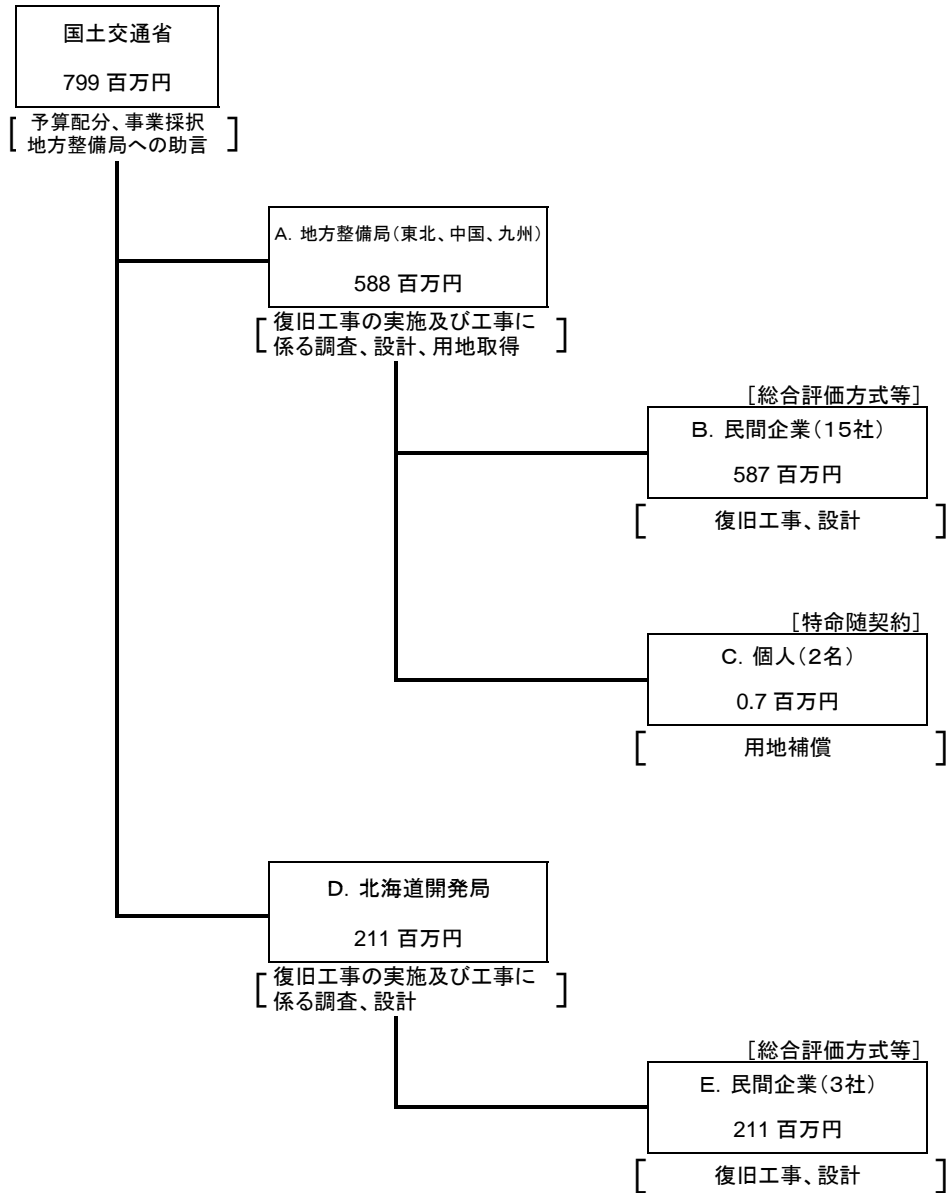 国土交通省
799 百万円
予算配分、事業採択
地方整備局への助言
A．地方整備局（東北、中国、九州）
588 百万円
復旧工事の実施及び工事に
係る調査、設計、用地取得
［総合評価方式等］
B．民間企業（１５社）
587 百万円
復旧工事、設計
［特命随契約］
C．個人（２名）
0.7 百万円
用地補償
D．北海道開発局
211 百万円
復旧工事の実施及び工事に
係る調査、設計
［総合評価方式等］
E．民間企業（３社）
211 百万円
復旧工事、設計